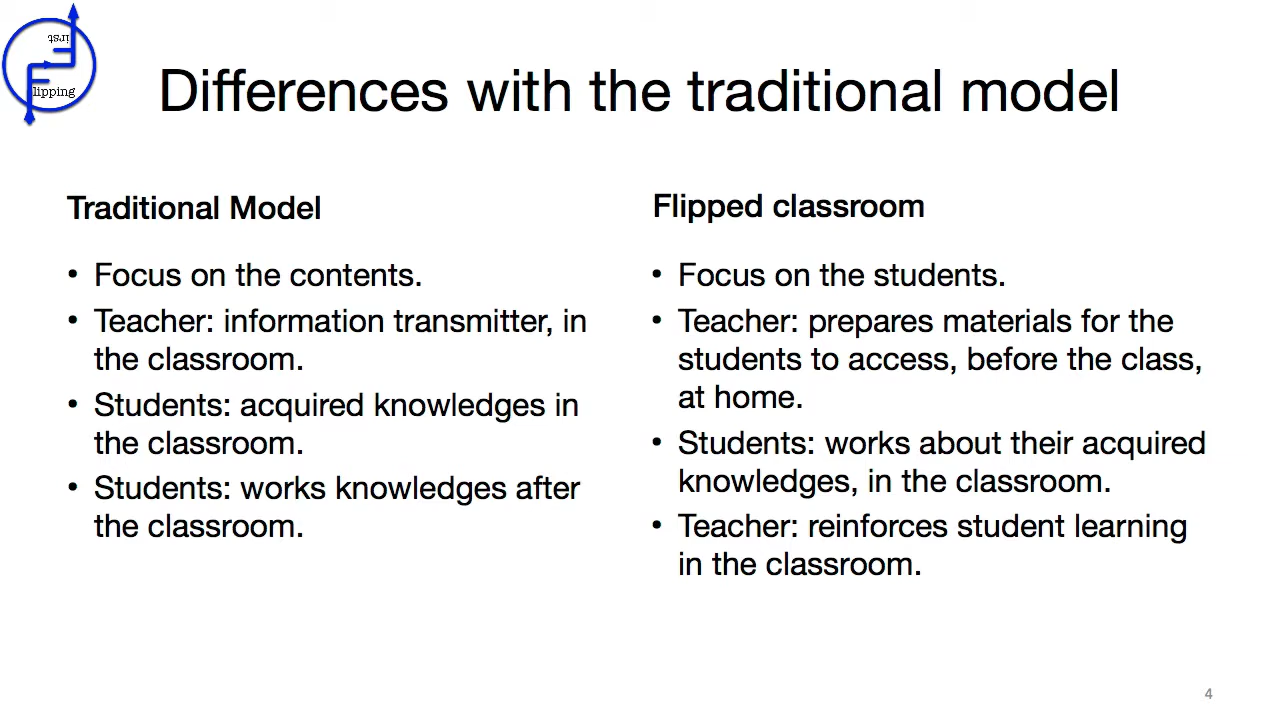 First
Flipping
Differences with the traditional model
Traditional Model
• Focus on the contents.
• Teacher: information transmitter, in
the classroom.
• Students: acquired knowledges in
the classroom.
• Students: works knowledges after
the classroom.
Flipped classroom
• Focus on the students.
• Teacher: prepares materials for the
students to access, before the class,
at home.
• Students: works about their acquired
knowledges, in the classroom.
• Teacher: reinforces student learning
in the classroom.
4